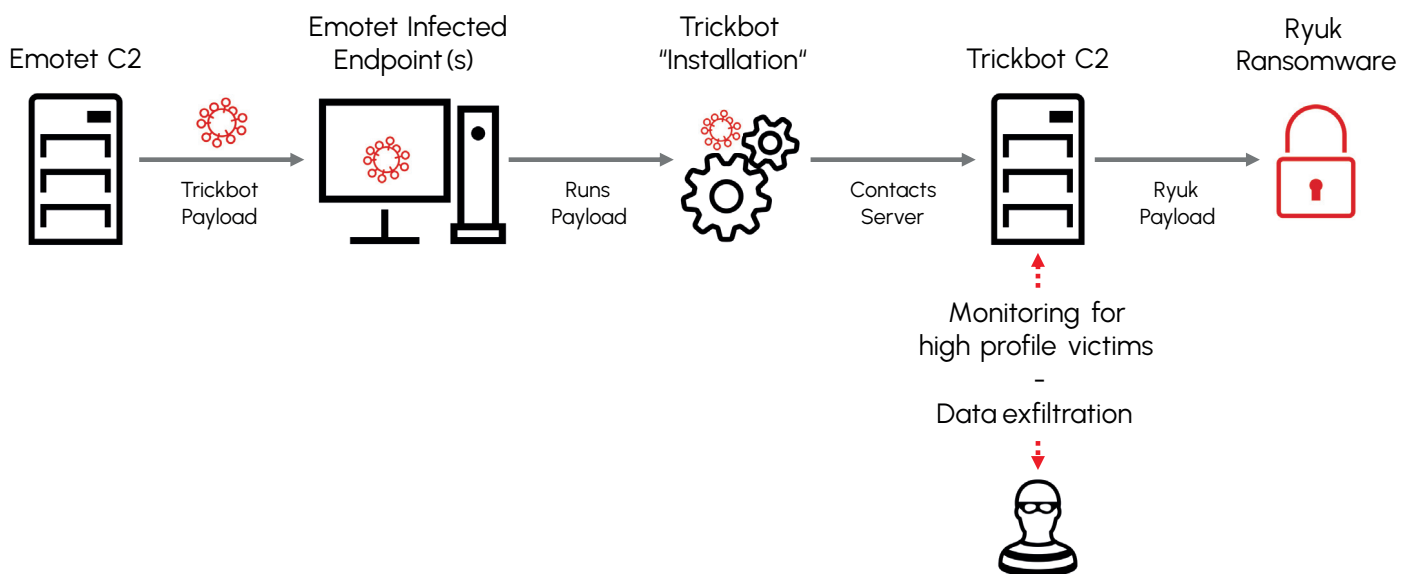 Emotet C2
Emotet Infected
Endpoint(s)
Trickbot
"Installation"
Trickbot C2
Ryuk
Ransomware
Trickbot
Payload
Runs
Payload
Contacts
Server
Ryuk
Payload
Monitoring for
high profile victims
-
Data exfiltration